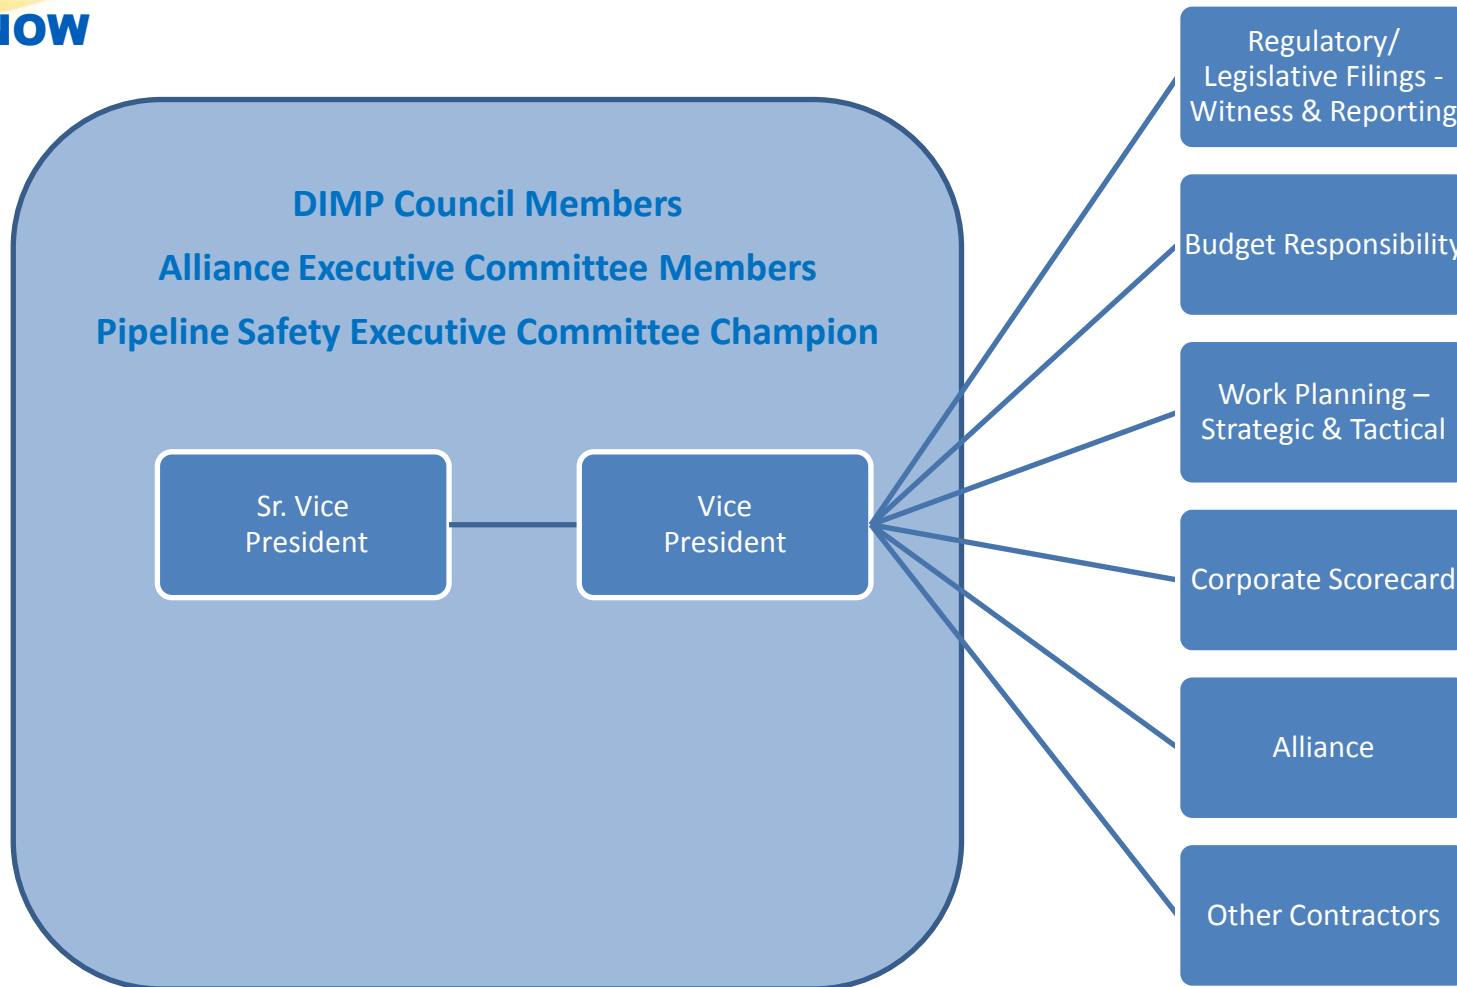 NOW
DIMP Council Members
Alliance Executive Committee Members
Pipeline Safety Executive Committee Champion
Sr. Vice
President
Vice
President
Regulatory/
Legislative Filings -
Witness & Reporting
Budget Responsibility
Work Planning –
Strategic & Tactical
Corporate Scorecard
Alliance
Other Contractors